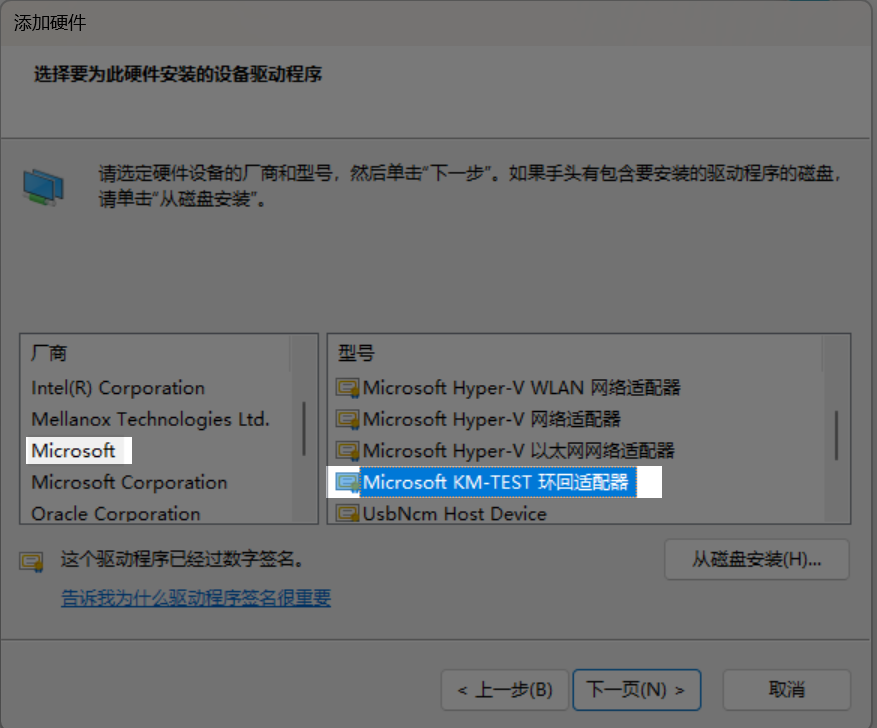 添加硬件
选择要为此硬件安装的设备驱动程序
请选定硬件设备的厂商和型号，然后单击“下一步”。如果手头有包含要安装的驱动程序的磁盘，
请单击“从磁盘安装”。
厂商
Intel(R) Corporation
Mellanox Technologies Ltd.
Microsoft
Microsoft Corporation
Oracle Corporation
型号
Microsoft Hyper-V WLAN 网络适配器
Microsoft Hyper-V 网络适配器
Microsoft Hyper-V 以太网网络适配器
Microsoft KM-TEST 环回适配器
UsbNcm Host Device
这个驱动程序已经过数字签名。
从磁盘安装(H)...
告诉我为什么驱动程序签名很重要
< 上一步(B)
下一页(N) >
取消